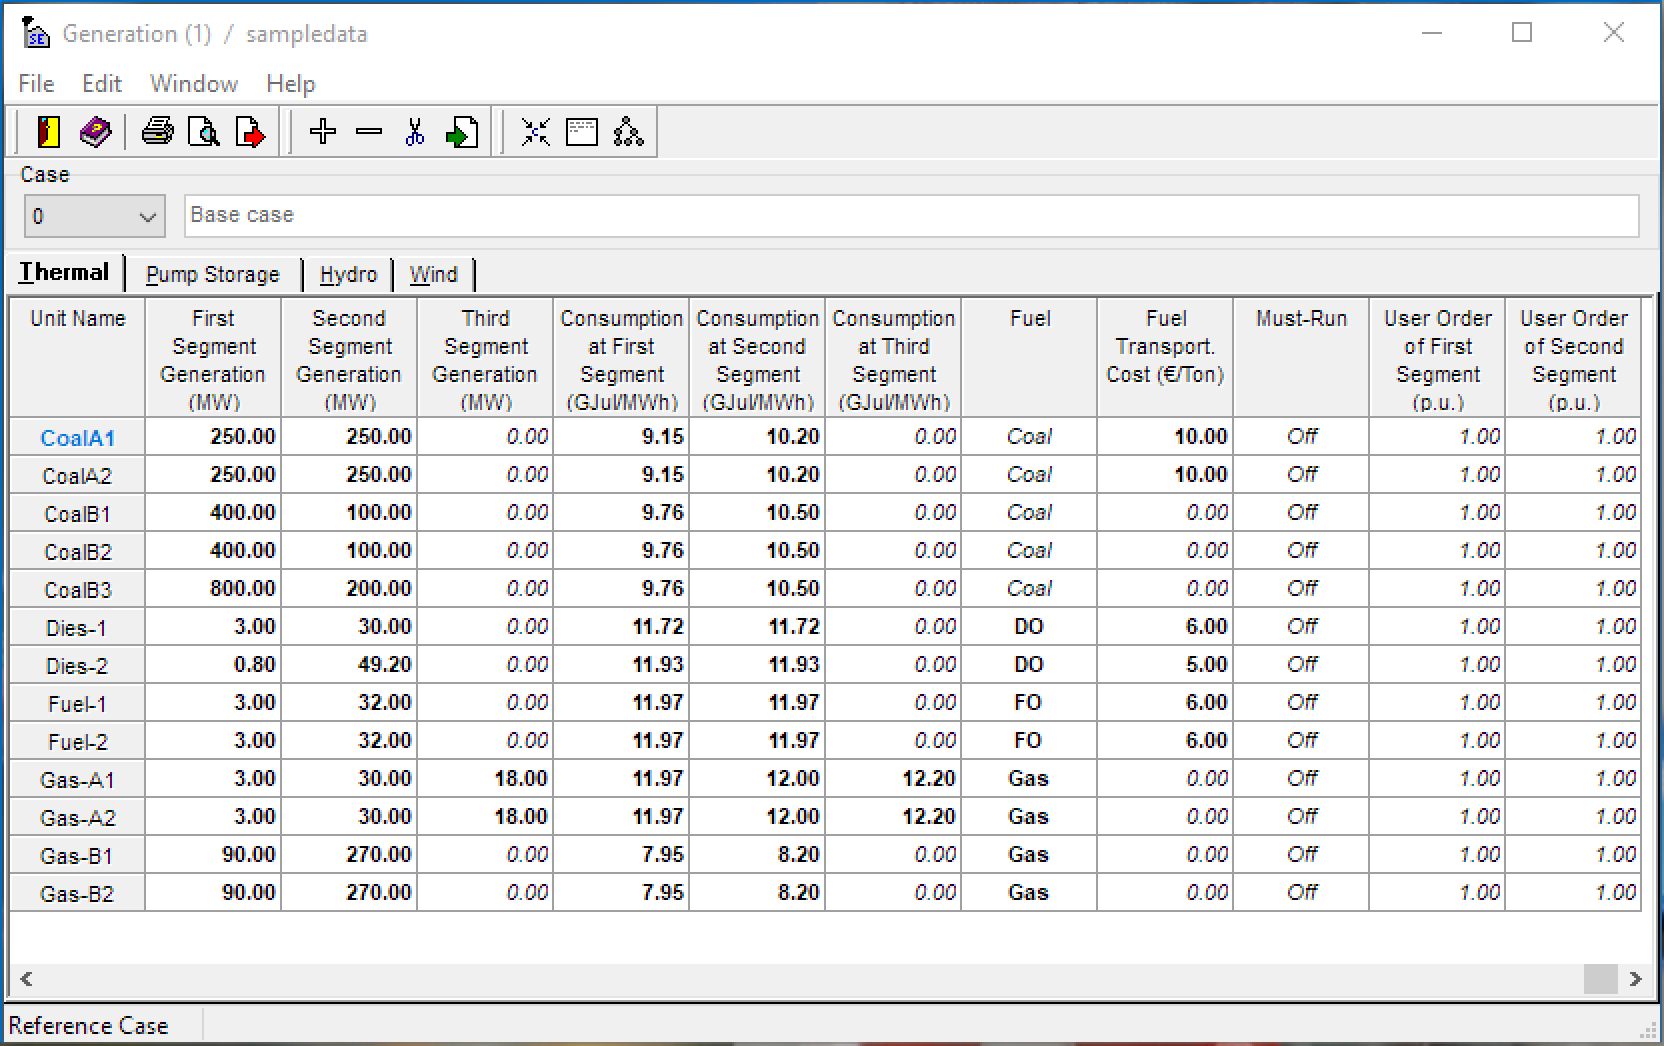 Generation (1) / sampledata
File Edit Window Help
Case
0 Base case
Thermal Pump Storage Hydro Wind
Unit Name First Segment Generation (MW) Second Segment Generation (MW) Third Segment Generation (MW) Consumption at First Segment (GJul/MWh) Consumption at Second Segment (GJul/MWh) Consumption at Third Segment (GJul/MWh) Fuel Fuel Transport. Cost (€/Ton) Must-Run User Order of First Segment (p.u.) User Order of Second Segment (p.u.)
CoalA1 250.00 250.00 0.00 9.15 10.20 0.00 Coal 10.00 Off 1.00 1.00
CoalA2 250.00 250.00 0.00 9.15 10.20 0.00 Coal 10.00 Off 1.00 1.00
CoalB1 400.00 100.00 0.00 9.76 10.50 0.00 Coal 0.00 Off 1.00 1.00
CoalB2 400.00 100.00 0.00 9.76 10.50 0.00 Coal 0.00 Off 1.00 1.00
CoalB3 800.00 200.00 0.00 9.76 10.50 0.00 Coal 0.00 Off 1.00 1.00
Dies-1 3.00 30.00 0.00 11.72 11.72 0.00 DO 6.00 Off 1.00 1.00
Dies-2 0.80 49.20 0.00 11.93 11.93 0.00 DO 5.00 Off 1.00 1.00
Fuel-1 3.00 32.00 0.00 11.97 11.97 0.00 FO 6.00 Off 1.00 1.00
Fuel-2 3.00 32.00 0.00 11.97 11.97 0.00 FO 6.00 Off 1.00 1.00
Gas-A1 3.00 30.00 18.00 11.97 12.00 12.20 Gas 0.00 Off 1.00 1.00
Gas-A2 3.00 30.00 18.00 11.97 12.00 12.20 Gas 0.00 Off 1.00 1.00
Gas-B1 90.00 270.00 0.00 7.95 8.20 0.00 Gas 0.00 Off 1.00 1.00
Gas-B2 90.00 270.00 0.00 7.95 8.20 0.00 Gas 0.00 Off 1.00 1.00
Reference Case